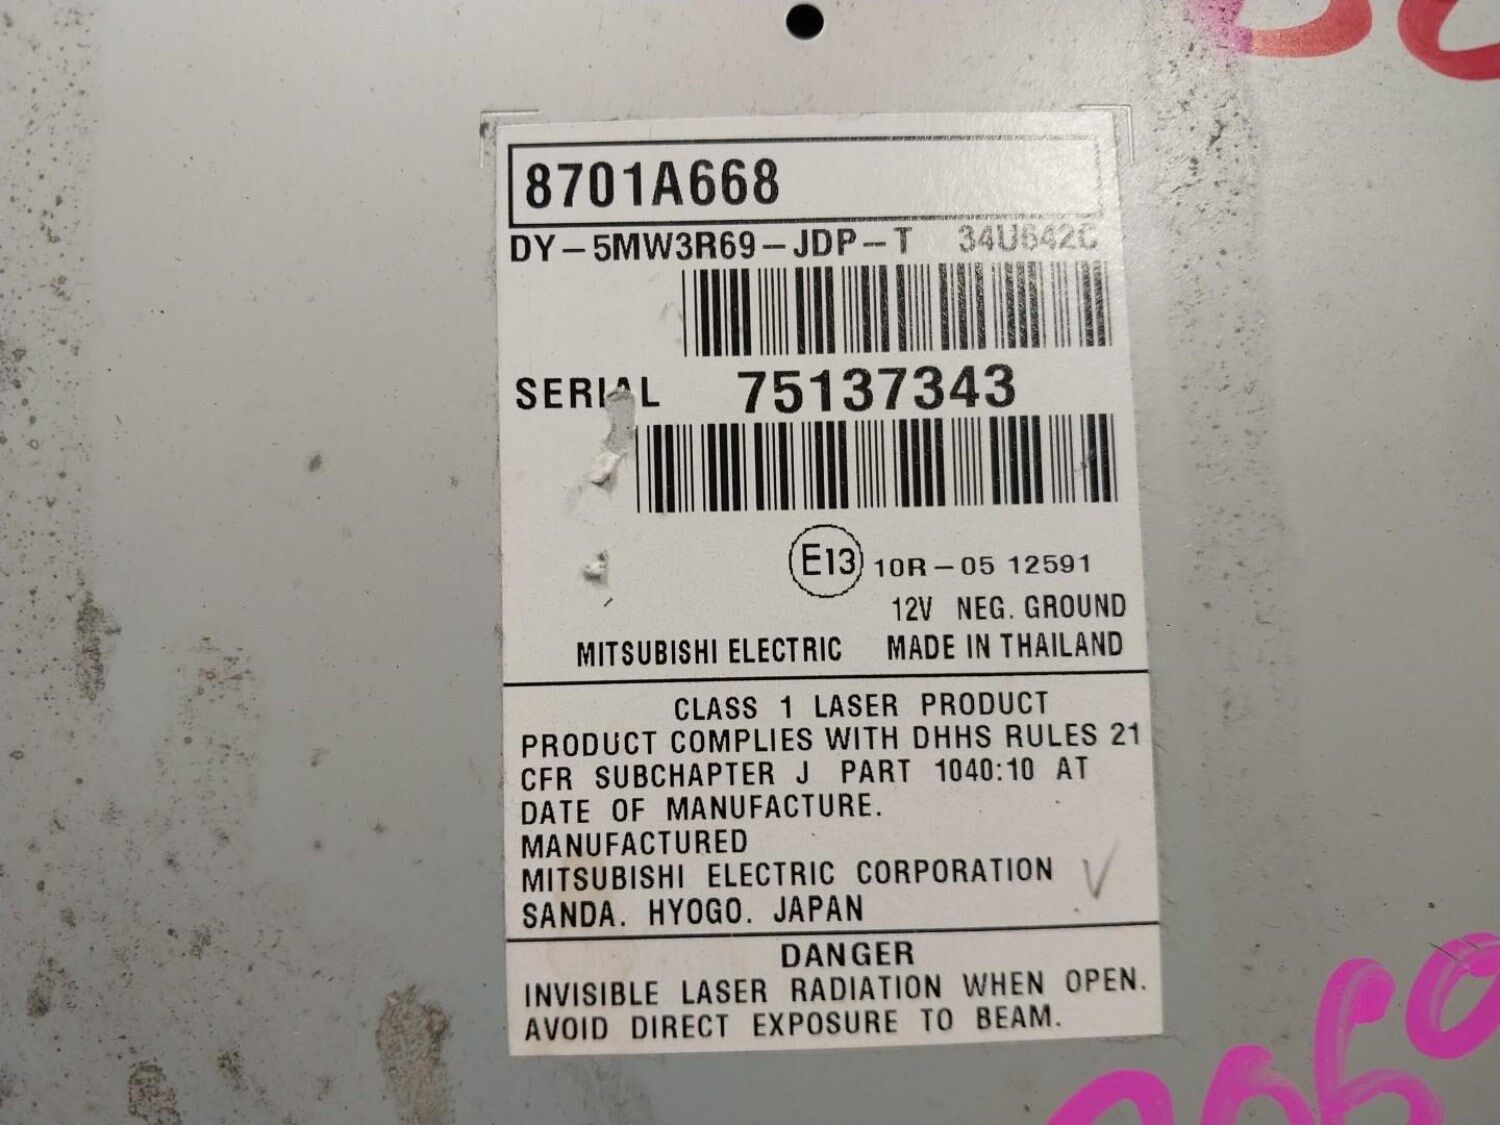 8701A668
DY-5MW3R69-JDP-T 34U642C
SERIAL 75137343
E13 10R-05 12591
12V NEG. GROUND
MITSUBISHI ELECTRIC MADE IN THAILAND
CLASS 1 LASER PRODUCT
PRODUCT COMPLIES WITH DHHS RULES 21
CFR SUBCHAPTER J PART 1040:10 AT
DATE OF MANUFACTURE.
MANUFACTURED
MITSUBISHI ELECTRIC CORPORATION
SANDA. HYOGO. JAPAN
DANGER
INVISIBLE LASER RADIATION WHEN OPEN.
AVOID DIRECT EXPOSURE TO BEAM.